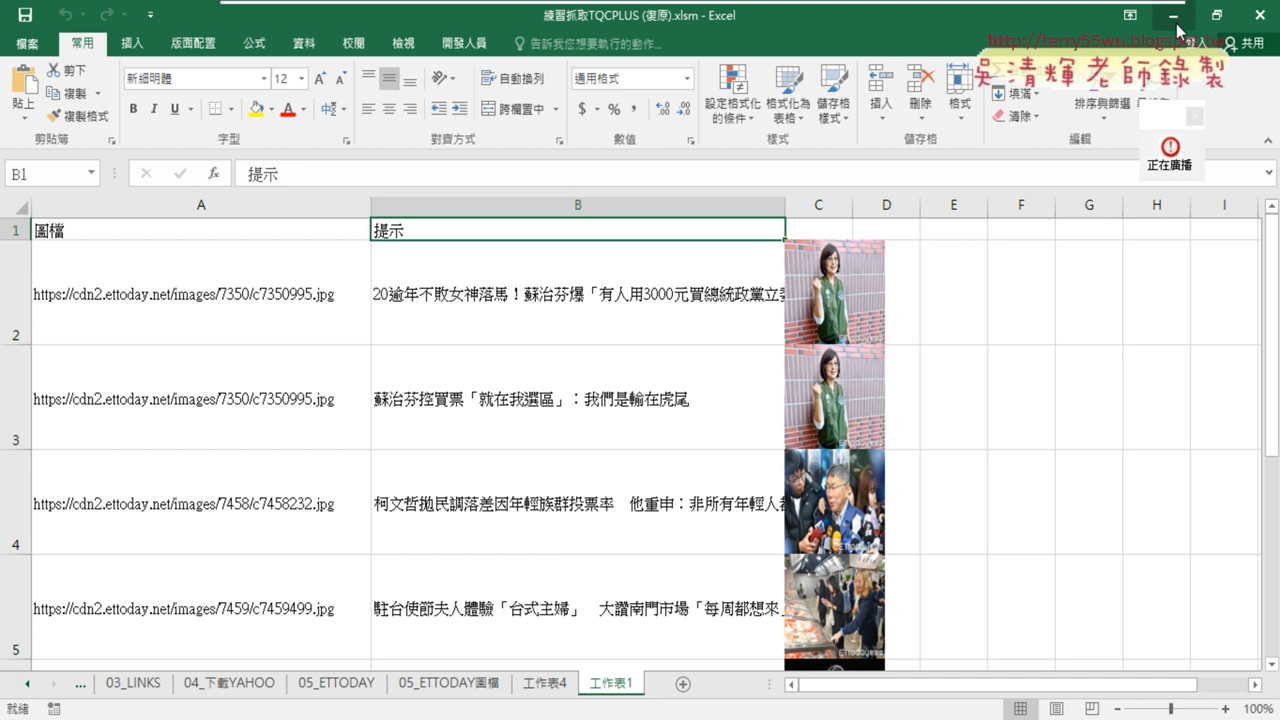 練習抓取TQCPLUS (復原).xlsm - Excel
http://terry55wu.blogspot.tw
吳清輝老師錄製
檔案 常用 插入 版面配置 公式 資料 校閱 檢視 開發人員 告訴我您想要執行的動作... 共用
貼上 剪下 複製 複製格式 剪貼簿
新細明體 12 B I U 字型
自動換列 跨欄置中 對齊方式
通用格式 $ % 數值
設定格式化的條件 格式化為表格 儲存格樣式 樣式
插入 刪除 格式 儲存格
填滿 清除 排序與篩選 編輯
正在廣播
B1 fx 提示
A B C D E F G H I
1 圖檔 提示
2 https://cdn2.ettoday.net/images/7350/c7350995.jpg 20逾年不敗女神落馬！蘇治芬爆「有人用3000元買總統政黨立
3 https://cdn2.ettoday.net/images/7350/c7350995.jpg 蘇治芬控買票「就在我選區」：我們是輸在虎尾
4 https://cdn2.ettoday.net/images/7458/c7458232.jpg 柯文哲拋民調落差因年輕族群投票率　他重申：非所有年輕人
5 https://cdn2.ettoday.net/images/7459/c7459499.jpg 駐台使節夫人體驗「台式主婦」　大讚南門市場「每周都想來」
... 03_LINKS 04_下載YAHOO 05_ETTODAY 05_ETTODAY圖檔 工作表4 工作表1
就緒 100%